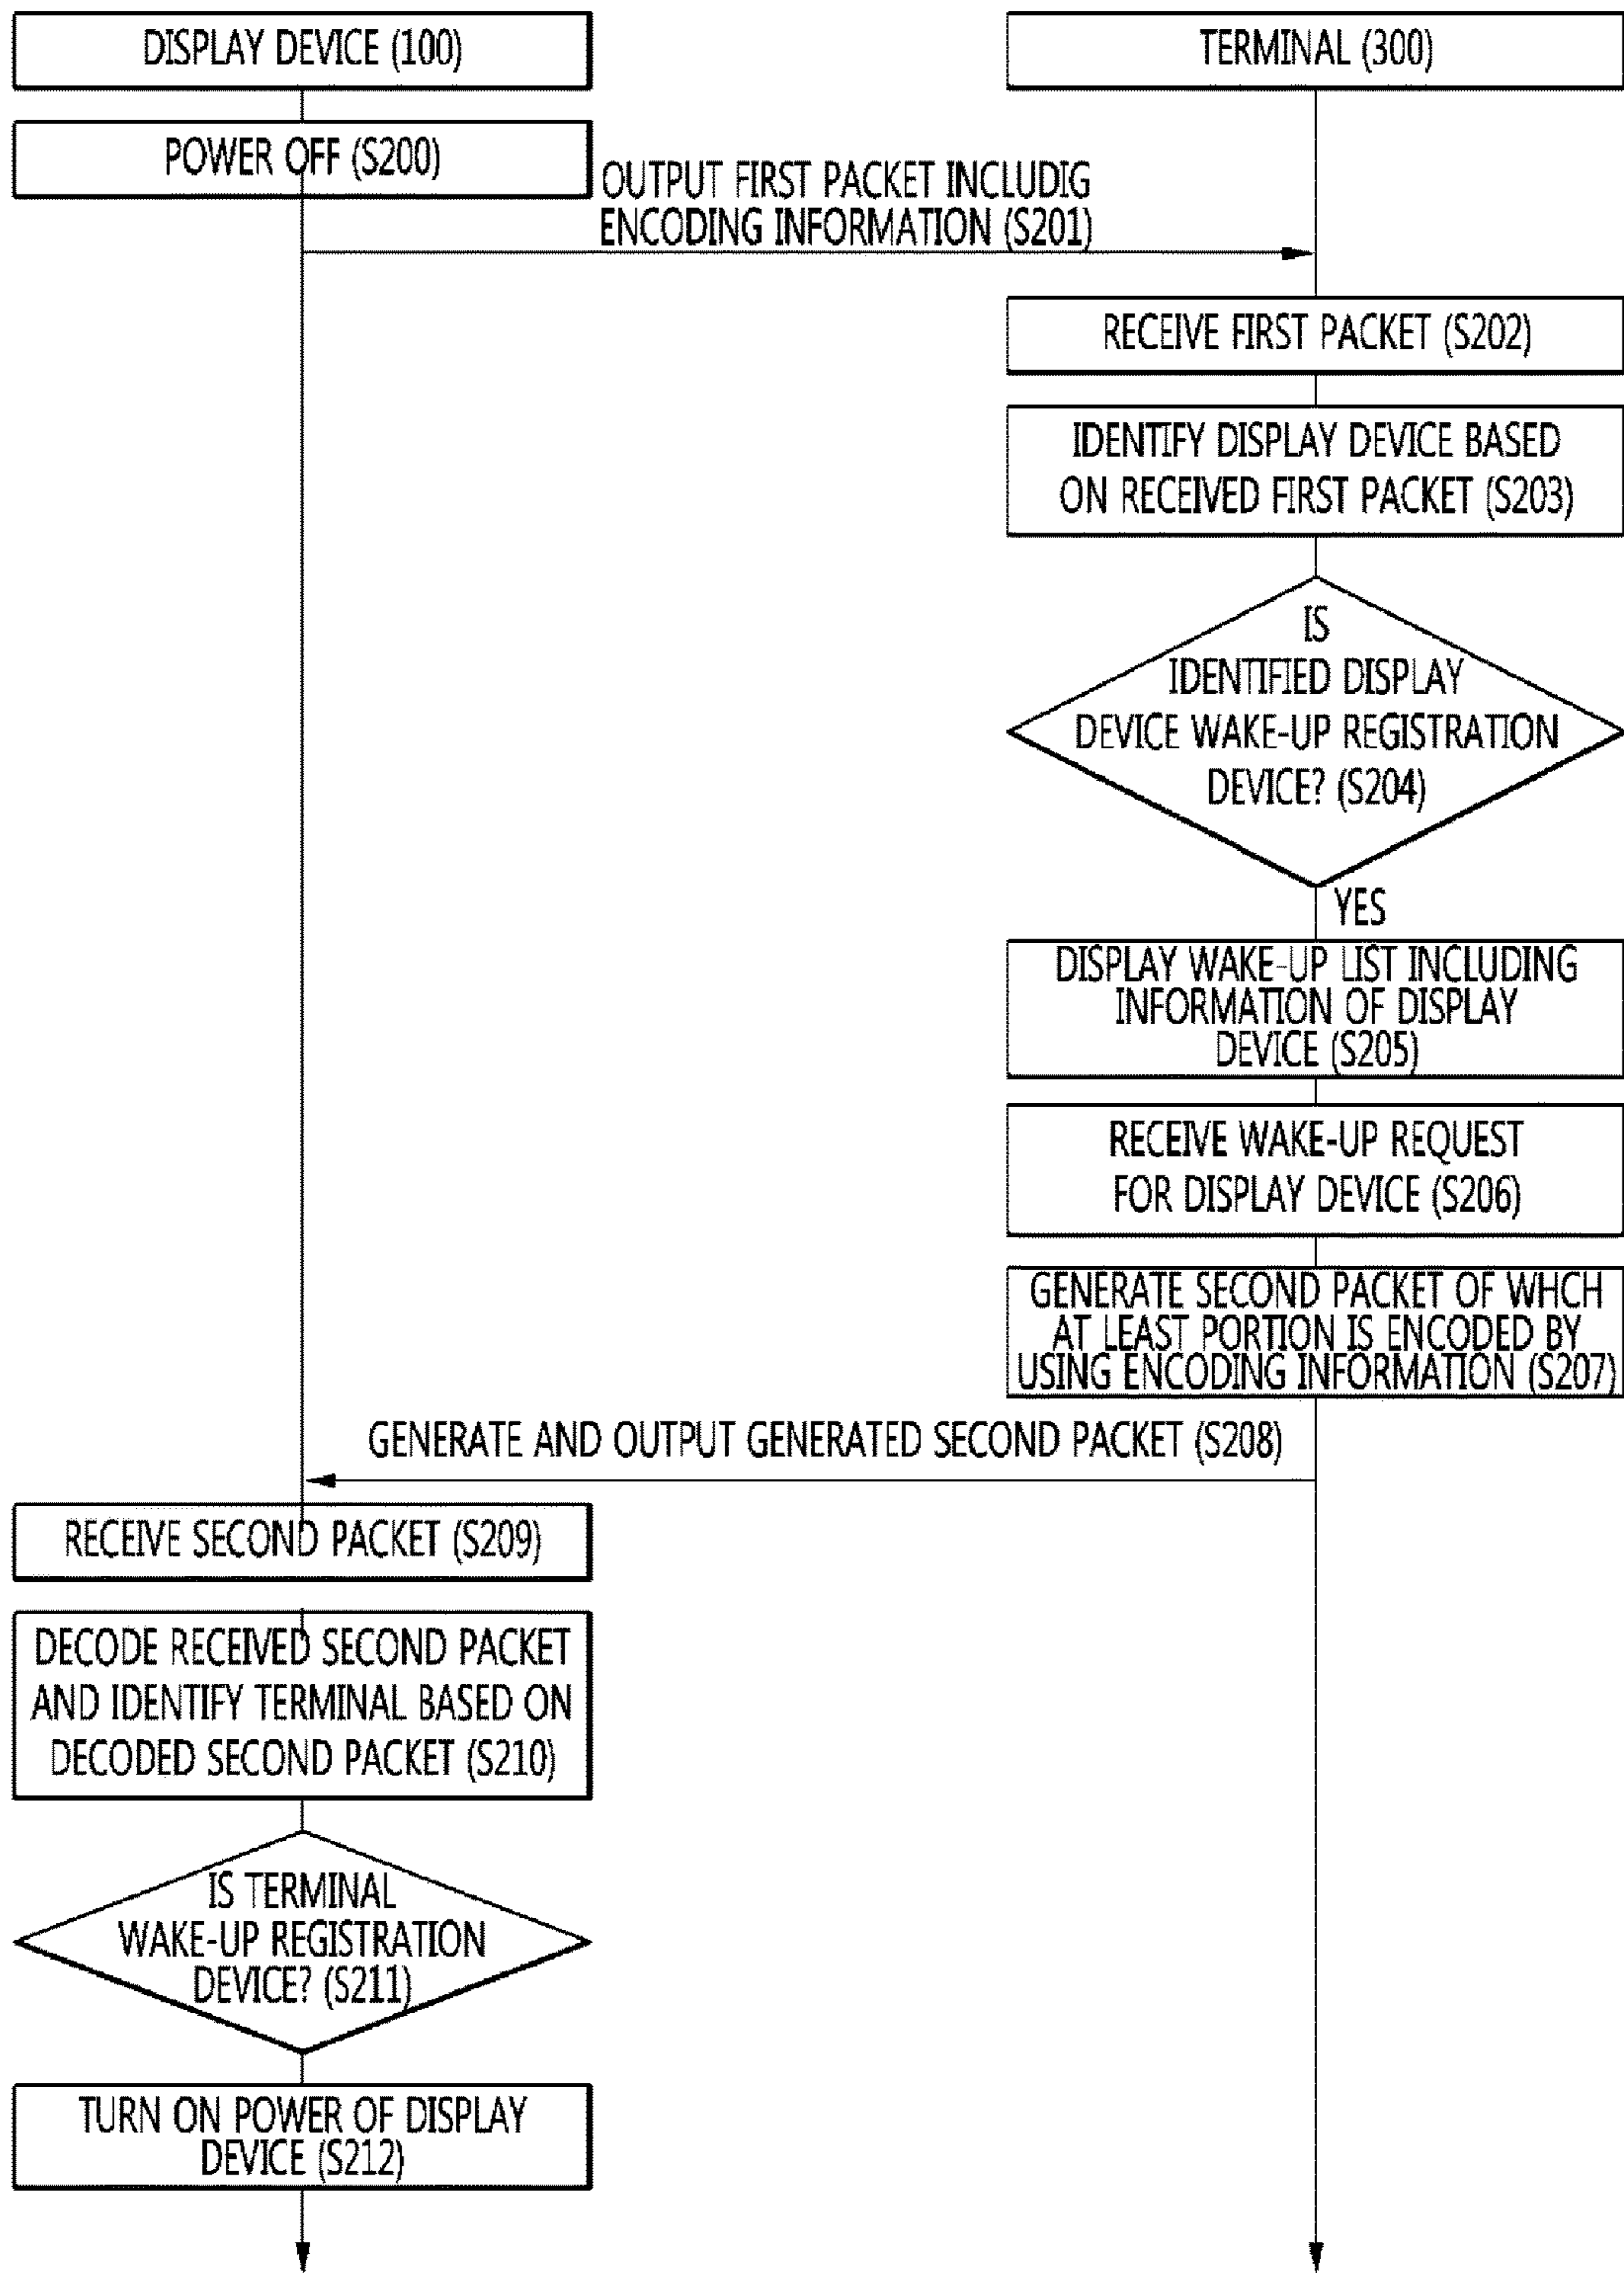 DISPLAY DEVICE (100)
TERMINAL (300)
POWER OFF (S200)
OUTPUT FIRST PACKET INCLUDIG
ENCODING INFORMATION (S201)
RECEIVE FIRST PACKET (S202)
IDENTIFY DISPLAY DEVICE BASED
ON RECEIVED FIRST PACKET (S203)
IS
IDENTIFIED DISPLAY
DEVICE WAKE-UP REGISTRATION
DEVICE? (S204)
YES
DISPLAY WAKE-UP LIST INCLUDING
INFORMATION OF DISPLAY
DEVICE (S205)
RECEIVE WAKE-UP REQUEST
FOR DISPLAY DEVICE (S206)
GENERATE SECOND PACKET OF WHCH
AT LEAST PORTION IS ENCODED BY
USING ENCODING INFORMATION (S207)
GENERATE AND OUTPUT GENERATED SECOND PACKET (S208)
RECEIVE SECOND PACKET (S209)
DECODE RECEIVED SECOND PACKET
AND IDENTIFY TERMINAL BASED ON
DECODED SECOND PACKET (S210)
IS TERMINAL
WAKE-UP REGISTRATION
DEVICE? (S211)
TURN ON POWER OF DISPLAY
DEVICE (S212)